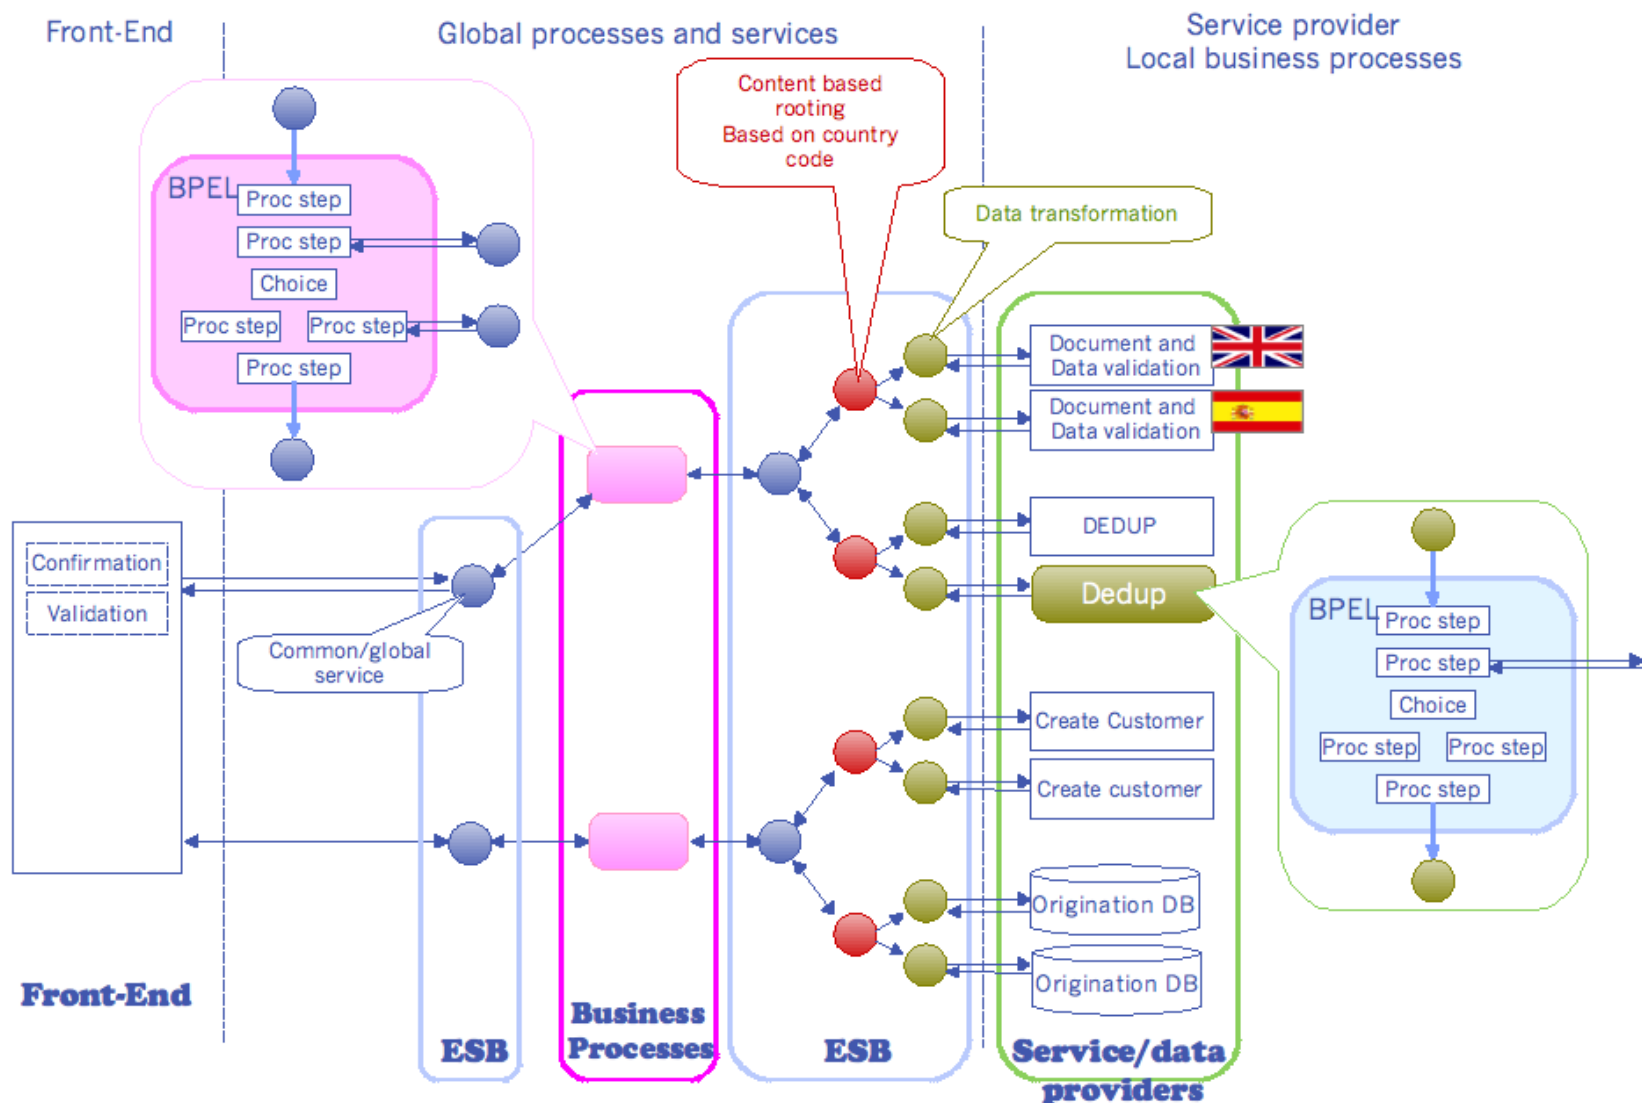 Front-End
Global processes and services
Service provider
Local business processes
Content based
rooting
Based on country
code
BPEL
Proc step
Proc step
Choice
Proc step
Proc step
Proc step
Data transformation
Document and
Data validation
Document and
Data validation
DEDUP
Dedup
Confirmation
Validation
Common/global
service
BPEL
Proc step
Proc step
Choice
Proc step
Proc step
Proc step
Create Customer
Create customer
Origination DB
Origination DB
Front-End
ESB
Business
Processes
ESB
Service/data
providers